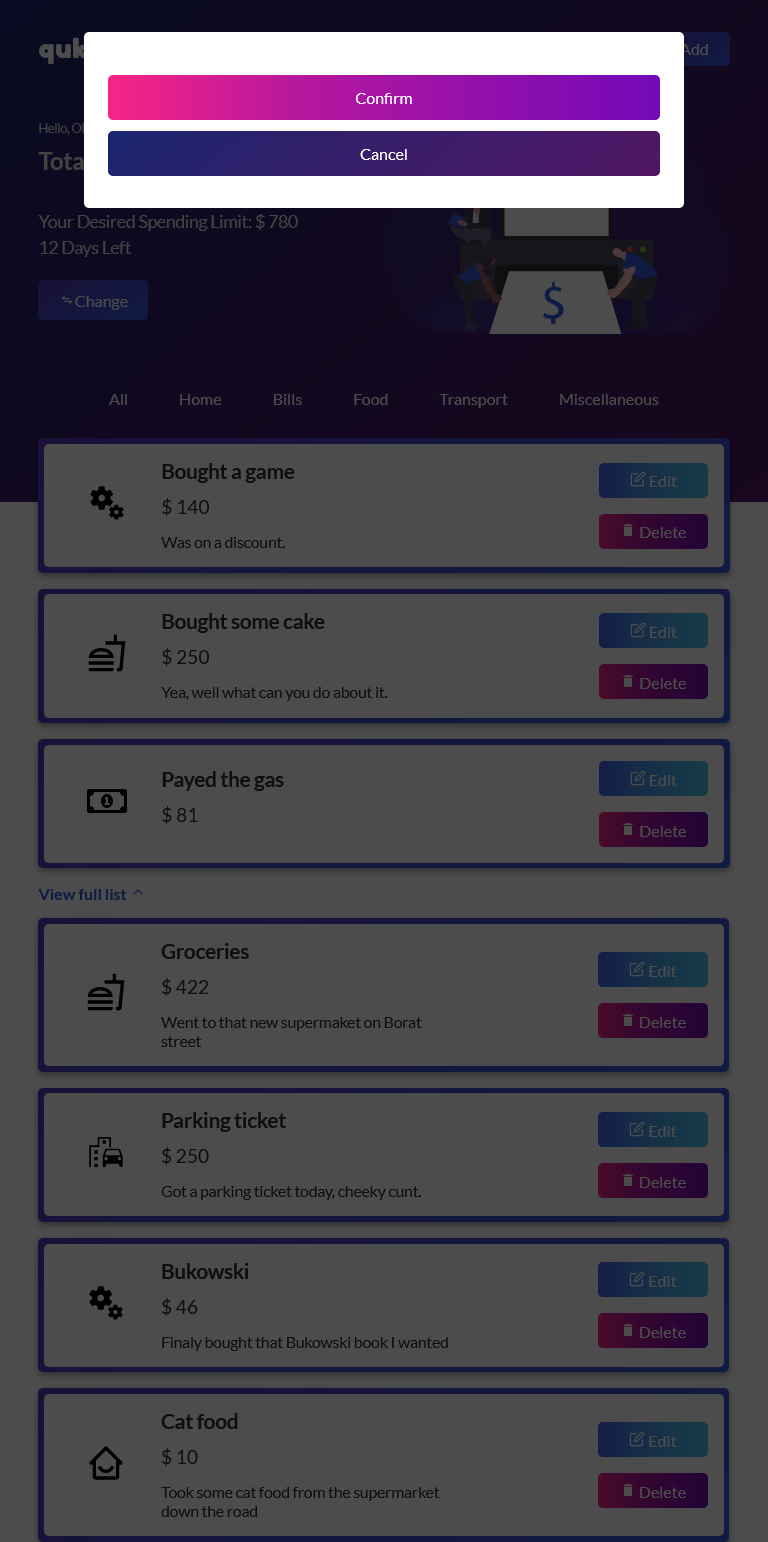 Add
Confirm
Cancel
Hello,
Your Desired Spending Limit: $ 780
12 Days Left
Change
$
All Home Bills Food Transport Miscellaneous
Bought a game
$ 140
Was on a discount.
Edit
Delete
Bought some cake
$ 250
Yea, well what can you do about it.
Edit
Delete
1
Payed the gas
$ 81
Edit
Delete
View full list
Groceries
$ 422
Went to that new supermaket on Borat
street
Edit
Delete
Parking ticket
$ 250
Got a parking ticket today, cheeky cunt.
Edit
Delete
Bukowski
$ 46
Finaly bought that Bukowski book I wanted
Edit
Delete
Cat food
$ 10
Took some cat food from the supermarket
down the road
Edit
Delete